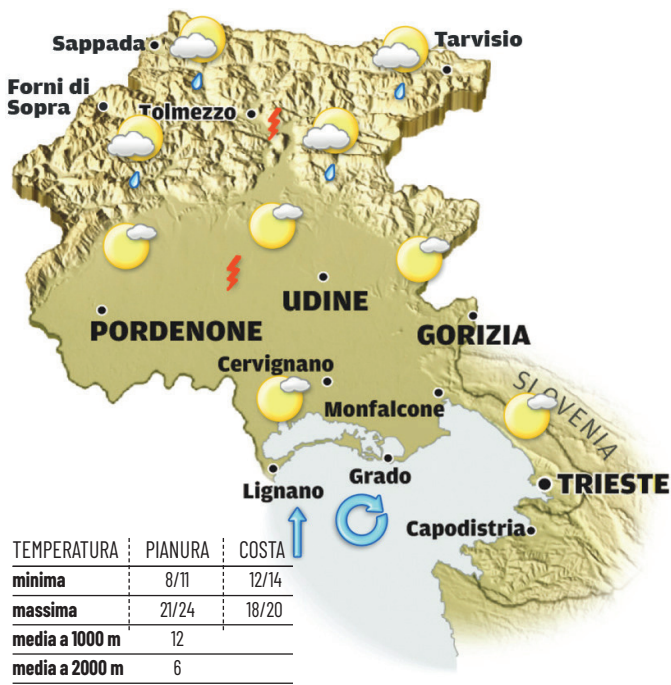 Sappada
Tarvisio
Forni di
Sopra
Tolmezzo
UDINE
PORDENONE
GORIZIA
Cervignano
Monfalcone
SLOVENIA
Lignano
Grado
TRIESTE
Capodistria
TEMPERATURA PIANURA COSTA
minima 8/11 12/14
massima 21/24 18/20
media a 1000 m 12
media a 2000 m 6